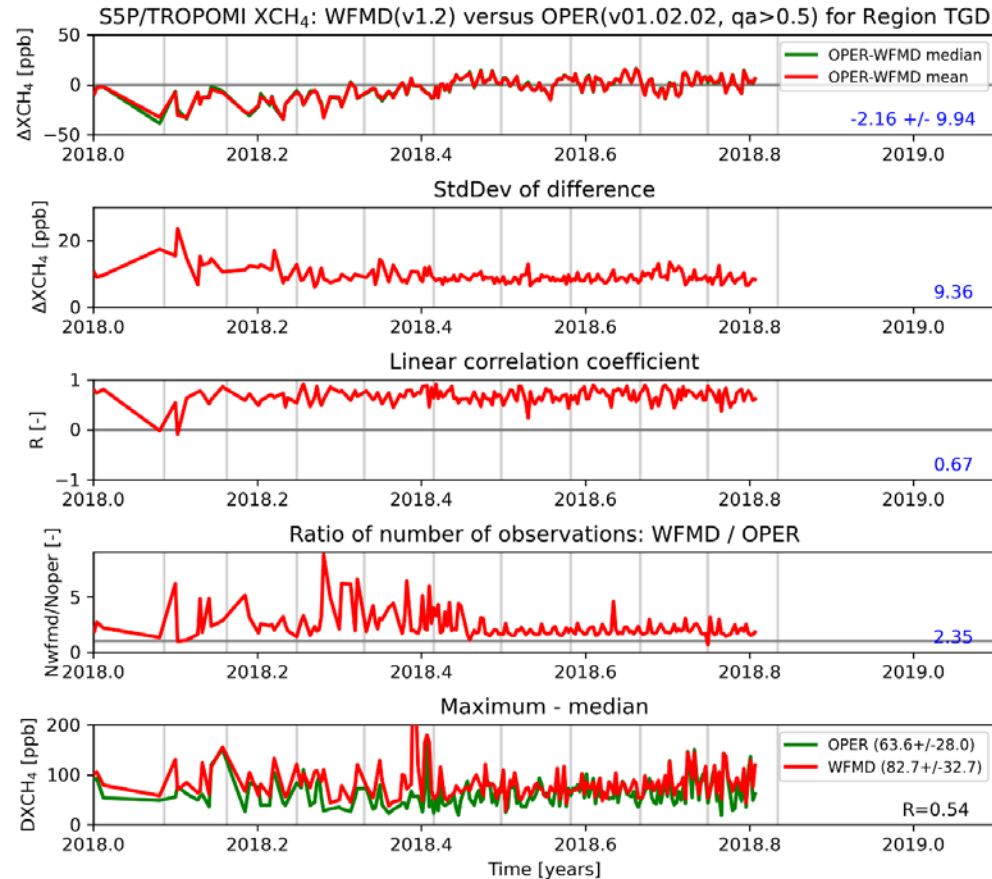 S5P/TROPOMI XCH₄: WFMD(v1.2) versus OPER(v01.02.02, qa>0.5) for Region TGD
ΔXCH₄ [ppb]
50
0
−50
OPER-WFMD median
OPER-WFMD mean
-2.16 +/- 9.94
2018.0 2018.2 2018.4 2018.6 2018.8 2019.0
StdDev of difference
ΔXCH₄ [ppb]
20
0
9.36
2018.0 2018.2 2018.4 2018.6 2018.8 2019.0
Linear correlation coefficient
R [-]
1
0
−1
0.67
2018.0 2018.2 2018.4 2018.6 2018.8 2019.0
Ratio of number of observations: WFMD / OPER
Nwfmd/Noper [-]
5
0
2.35
2018.0 2018.2 2018.4 2018.6 2018.8 2019.0
Maximum - median
DXCH₄ [ppb]
200
100
0
OPER (63.6+/-28.0)
WFMD (82.7+/-32.7)
R=0.54
2018.0 2018.2 2018.4 2018.6 2018.8 2019.0
Time [years]